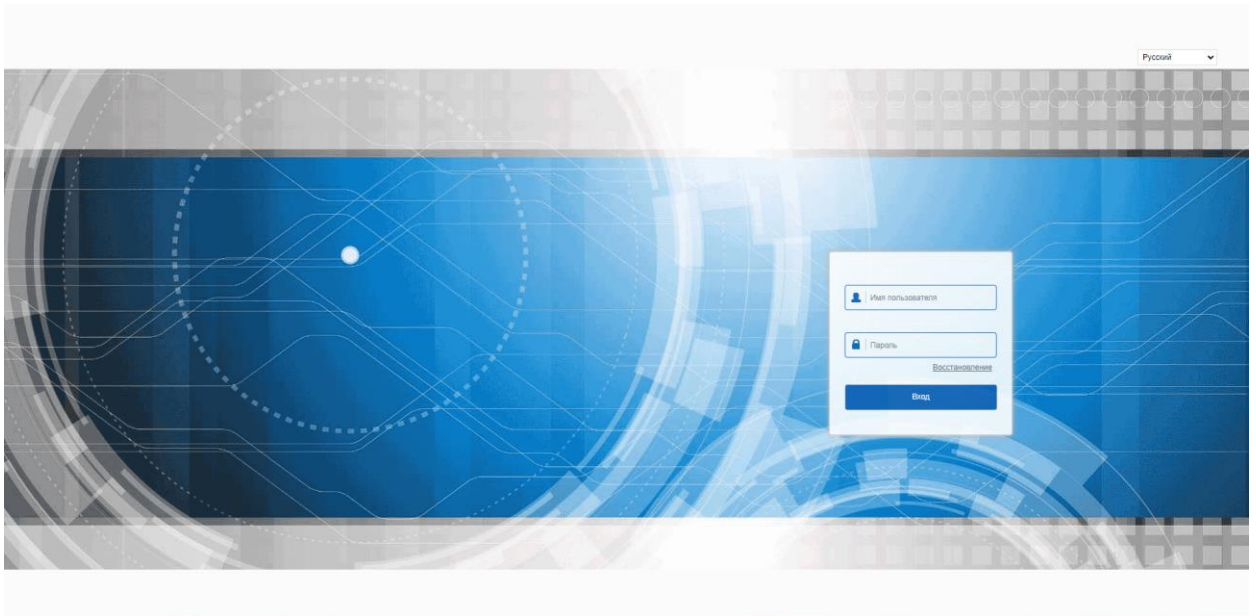 Русский
Имя пользователя
Пароль
Восстановление
Вход